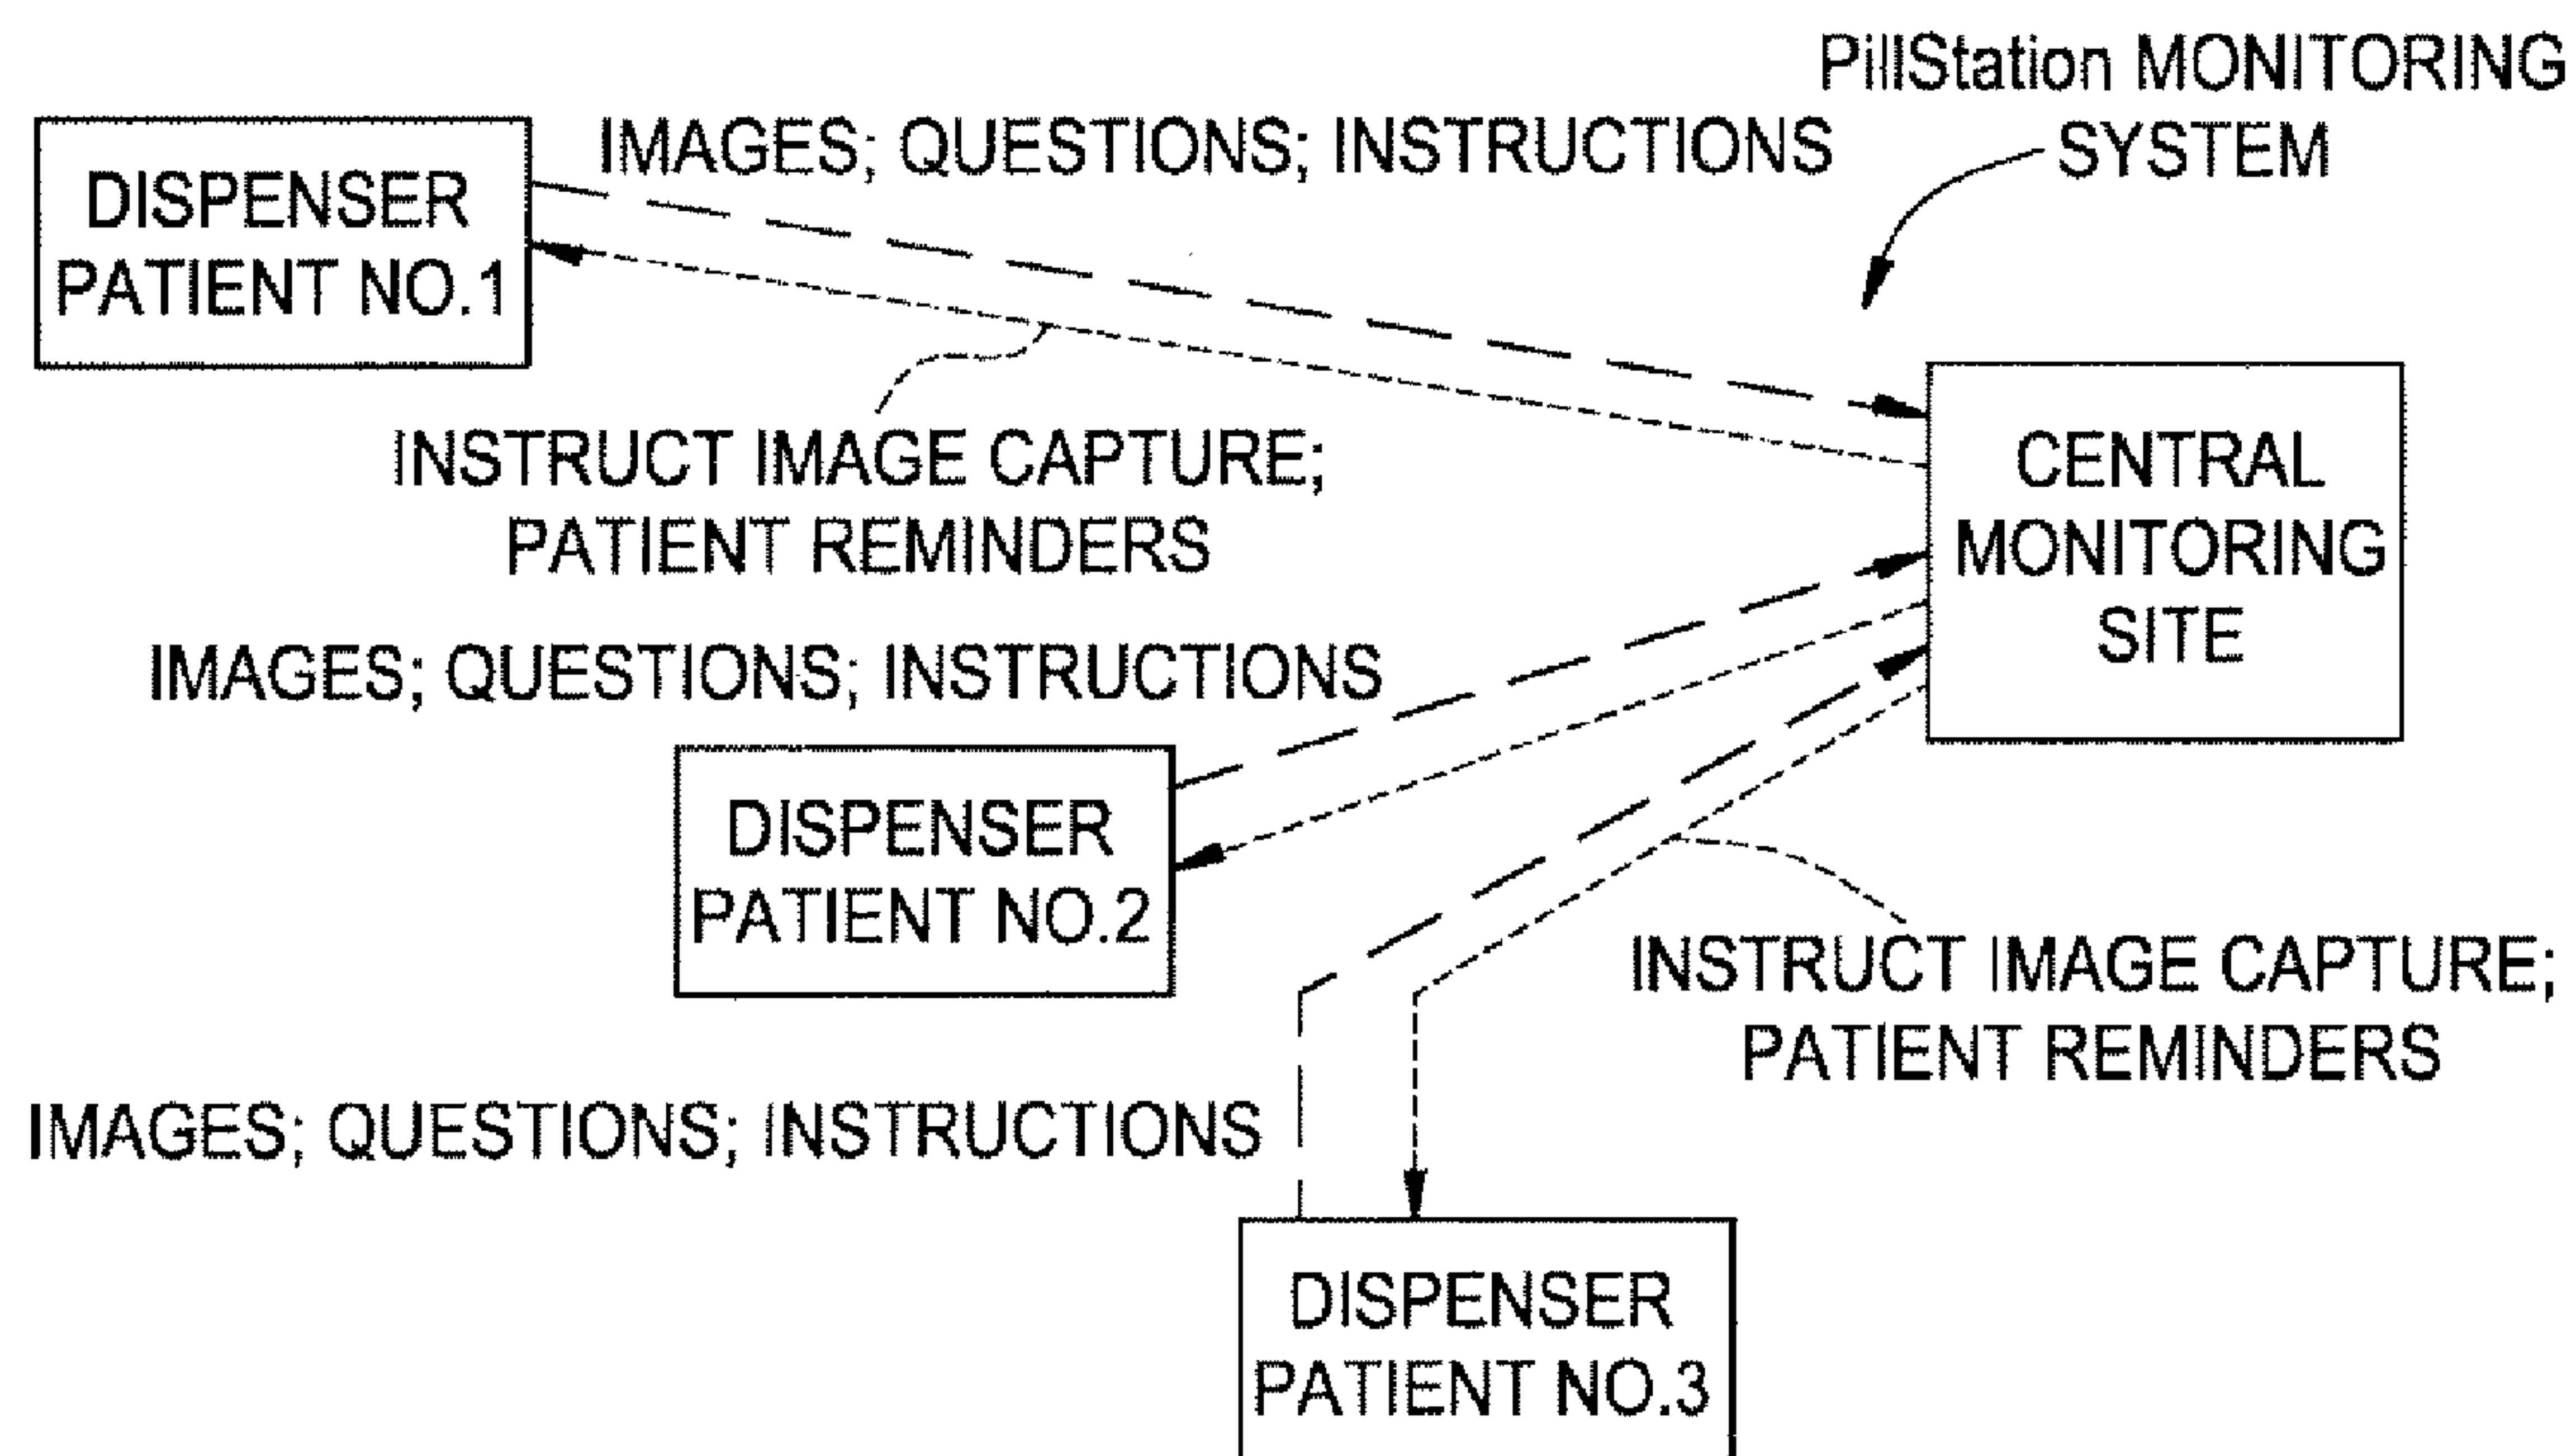 PillStation MONITORING
SYSTEM
IMAGES; QUESTIONS; INSTRUCTIONS
DISPENSER
PATIENT NO.1
INSTRUCT IMAGE CAPTURE;
PATIENT REMINDERS
CENTRAL
MONITORING
SITE
IMAGES; QUESTIONS; INSTRUCTIONS
DISPENSER
PATIENT NO.2
INSTRUCT IMAGE CAPTURE;
PATIENT REMINDERS
IMAGES; QUESTIONS; INSTRUCTIONS
DISPENSER
PATIENT NO.3